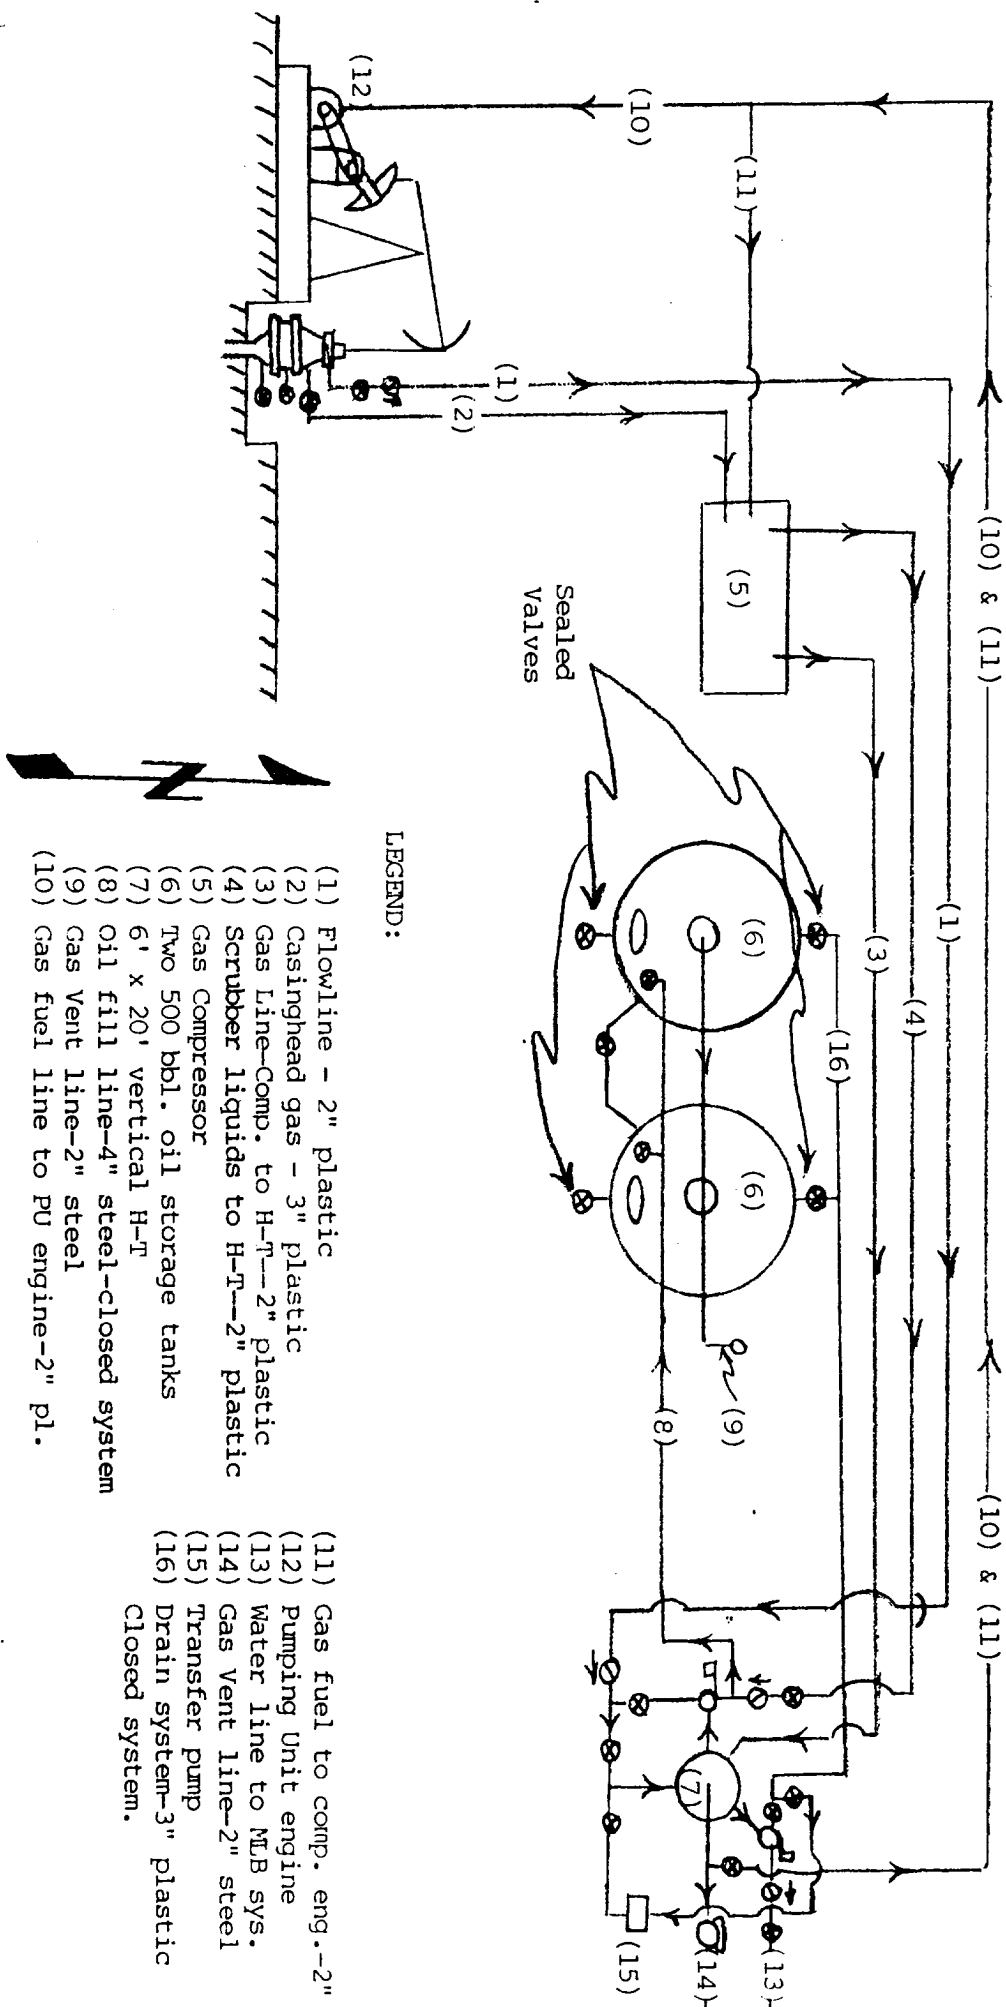 (10) & (11)
(10) & (11)
(1)
(4)
(3)
(16)
(10)
(11)
(1)
(2)
(12
(5)
Sealed
Valves
(6)
(6)
(9)
(8)
(7)
(13)
(14)
(15)
N
LEGEND:
(1) Flowline - 2" plastic
(2) Casinghead gas - 3" plastic
(3) Gas Line-Comp. to H-T--2" plastic
(4) Scrubber liquids to H-T--2" plastic
(5) Gas Compressor
(6) Two 500 bbl. oil storage tanks
(7) 6' x 20' vertical H-T
(8) Oil fill line-4" steel-closed system
(9) Gas Vent line-2" steel
(10) Gas fuel line to PU engine-2" pl.
(11) Gas fuel to comp. eng.-2"
(12) Pumping Unit engine
(13) Water line to MLB sys.
(14) Gas Vent line-2" steel
(15) Transfer pump
(16) Drain system-3" plastic
Closed system.